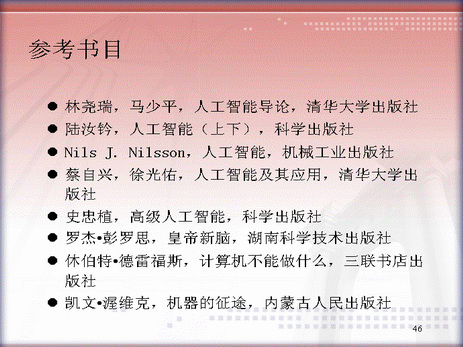 参考书目
● 林尧瑞，马少平，人工智能导论，清华大学出版社
● 陆汝钤，人工智能（上下），科学出版社
● Nils J. Nilsson，人工智能，机械工业出版社
● 蔡自兴，徐光佑，人工智能及其应用，清华大学出
版社
● 史忠植，高级人工智能，科学出版社
● 罗杰•彭罗思，皇帝新脑，湖南科学技术出版社
● 休伯特•德雷福斯，计算机不能做什么，三联书店出
版社
● 凯文•渥维克，机器的征途，内蒙古人民出版社
46